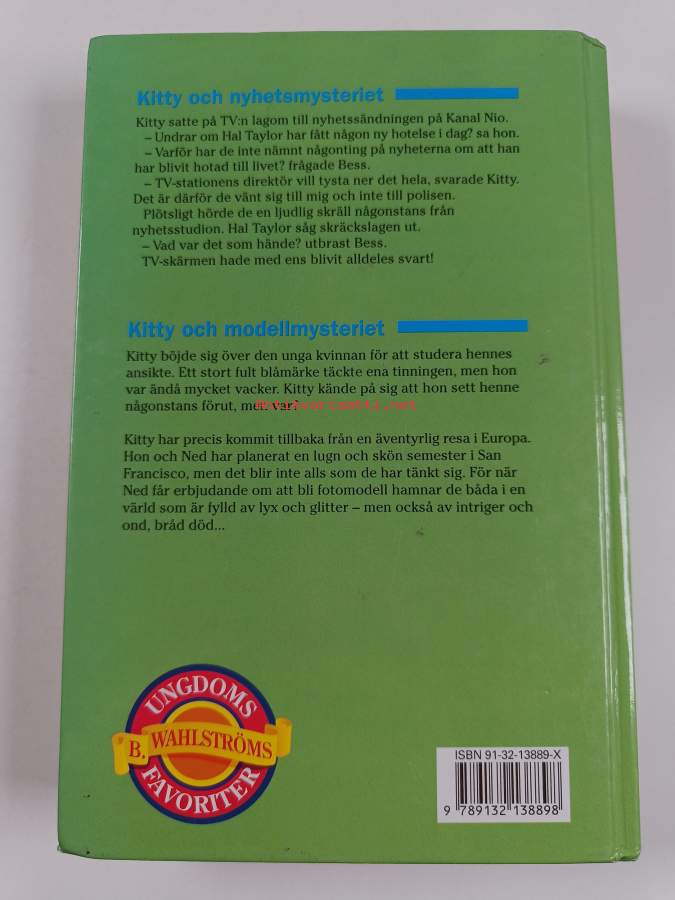 Kitty och nyhetsmysteriet
Kitty satte på TV:n lagom till nyhetssändningen på Kanal Nio.
– Undrar om Hal Taylor har fått någon ny hotelse i dag? sa hon.
– Varför har de inte nämnt någonting på nyheterna om att han
har blivit hotad till livet? frågade Bess.
– TV-stationens direktör vill tysta ner det hela, svarade Kitty.
Det är därför de vänt sig till mig och inte till polisen.
Plötsligt hörde de en ljudlig skräll någonstans från
nyhetsstudion. Hal Taylor såg skräckslagen ut.
– Vad var det som hände? utbrast Bess.
TV-skärmen hade med ens blivit alldeles svart!
Kitty och modellmysteriet
Kitty böjde sig över den unga kvinnan för att studera hennes
ansikte. Ett stort fult blåmärke täckte ena tinningen, men hon
var ändå mycket vacker. Kitty kände på sig att hon sett henne
någonstans förut, men var?
Antikvariaatti.net
Kitty har precis kommit tillbaka från en äventyrlig resa i Europa.
Hon och Ned har planerat en lugn och skön semester i San
Francisco, men det blir inte alls som de har tänkt sig. För när
Ned får erbjudande om att bli fotomodell hamnar de båda i en
värld som är fylld av lyx och glitter – men också av intriger och
ond, bråd död...
UNGDOMS
B. WAHLSTRÖMS
FAVORITER
ISBN 91-32-13889-X
9 789132 138898